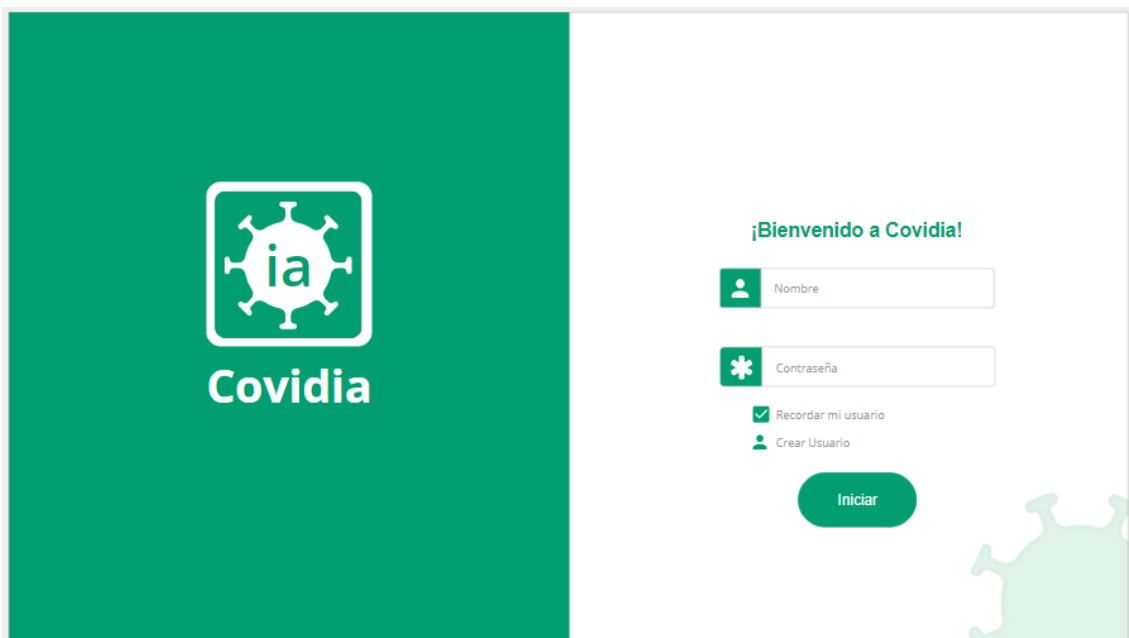 ia
Covidia
¡Bienvenido a Covidia!
Nombre
Contraseña
Recordar mi usuario
Crear Usuario
Iniciar